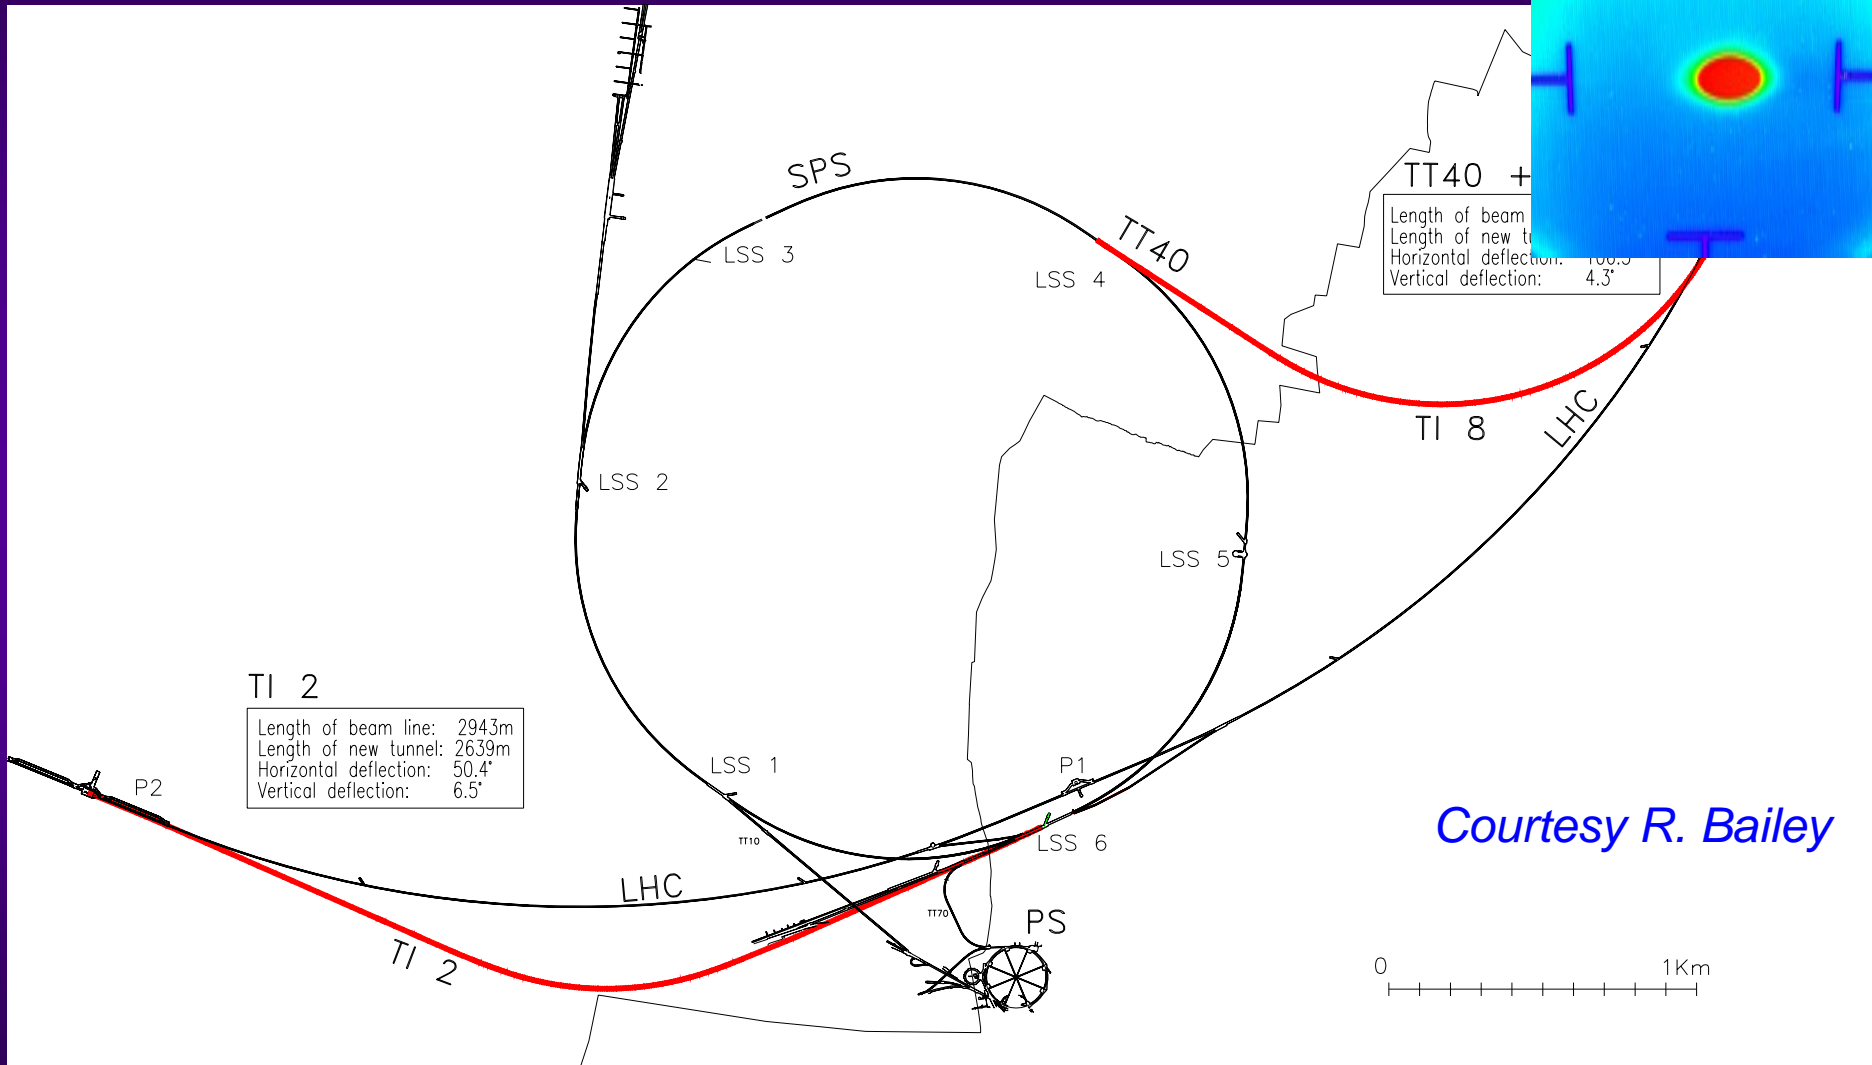 SPS
TT40 +
Length of beam
Length of new
Horizontal deflection:
Vertical deflection: 4.3°
TT40
LSS 3
LSS 4
LHC
TI 8
LSS 2
LSS 5
TI 2
Length of beam line: 2943m
Length of new tunnel: 2639m
Horizontal deflection: 50.4°
Vertical deflection: 6.5°
P2
LSS 1
P1
Courtesy R. Bailey
TT10
LSS 6
LHC
TT70
PS
TI 2
0 1Km